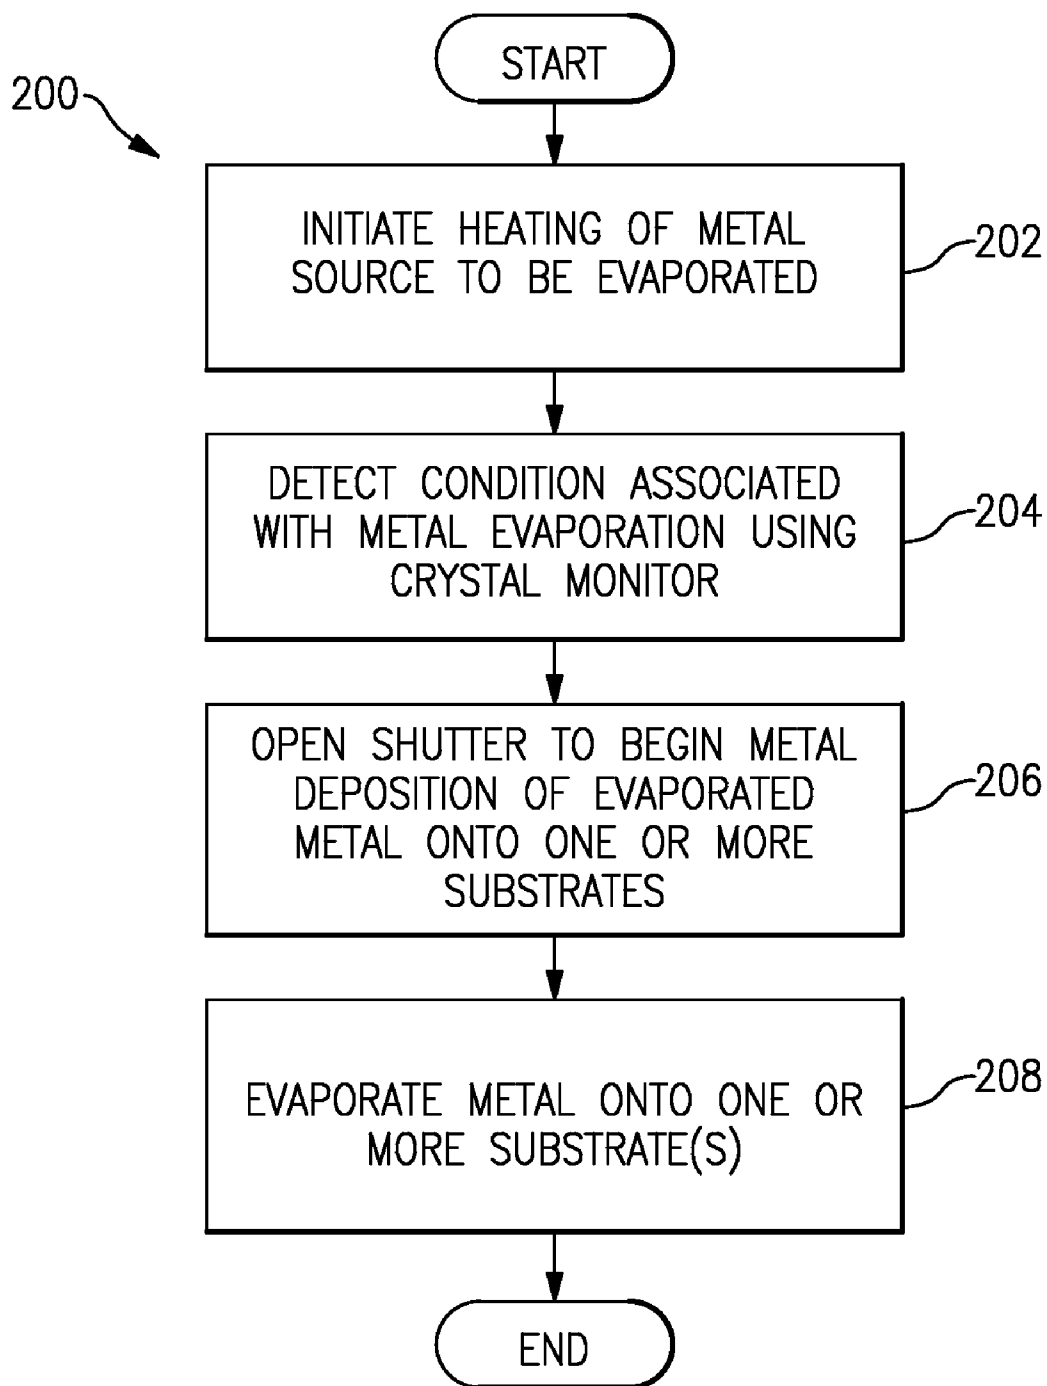 START
200
INITIATE HEATING OF METAL
SOURCE TO BE EVAPORATED
202
DETECT CONDITION ASSOCIATED
WITH METAL EVAPORATION USING
CRYSTAL MONITOR
204
OPEN SHUTTER TO BEGIN METAL
DEPOSITION OF EVAPORATED
METAL ONTO ONE OR MORE
SUBSTRATES
206
EVAPORATE METAL ONTO ONE OR
MORE SUBSTRATE(S)
208
END